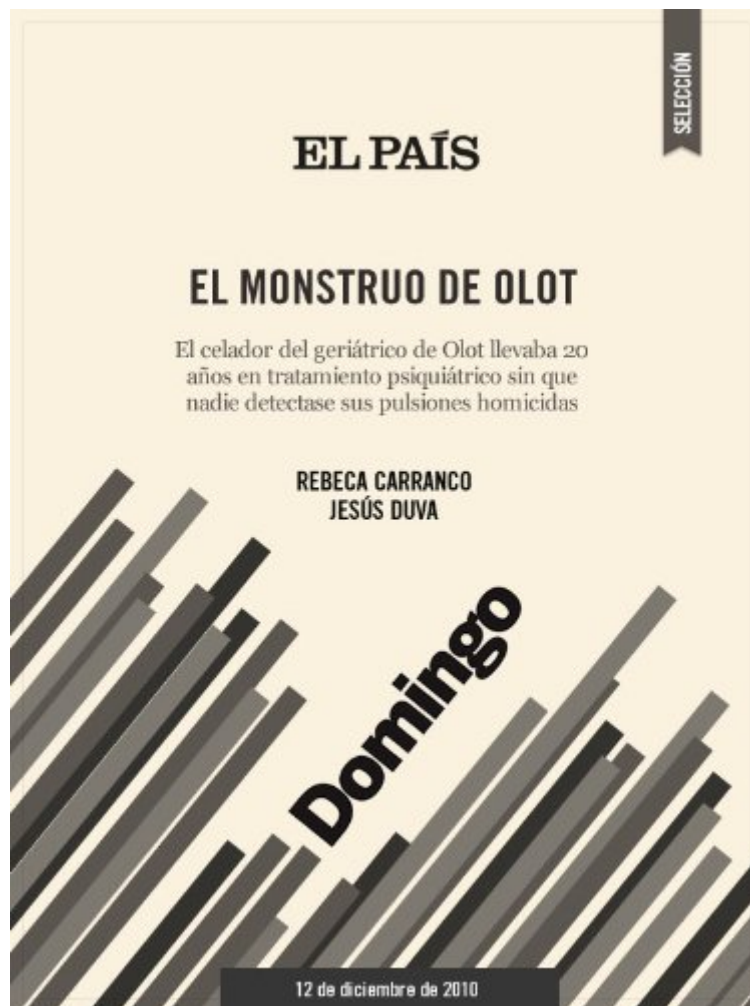 SELECCIÓN
EL PAÍS
EL MONSTRUO DE OLOT
El celador del geriátrico de Olot llevaba 20
años en tratamiento psiquiátrico sin que
nadie detectase sus pulsiones homicidas
REBECA CARRANCO
JESÚS DUVA
Domingo
12 de diciembre de 2010